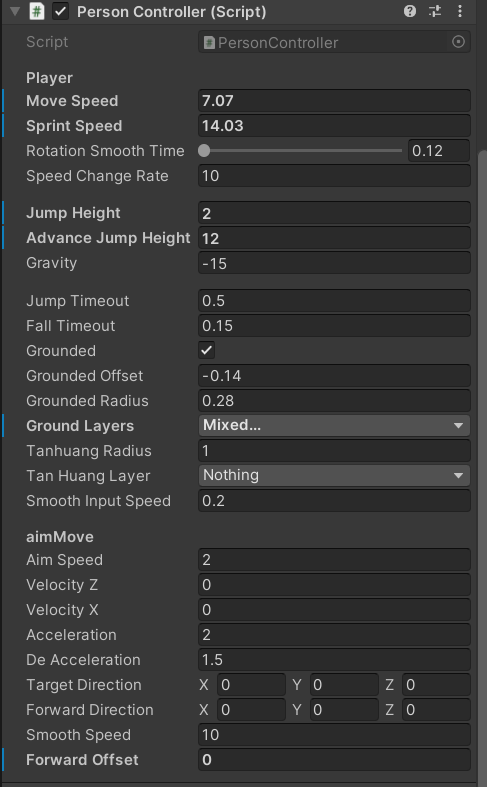 Person Controller (Script)
Script PersonController
Player
Move Speed 7.07
Sprint Speed 14.03
Rotation Smooth Time 0.12
Speed Change Rate 10
Jump Height 2
Advance Jump Height 12
Gravity -15
Jump Timeout 0.5
Fall Timeout 0.15
Grounded
Grounded Offset -0.14
Grounded Radius 0.28
Ground Layers Mixed...
Tanhuang Radius 1
Tan Huang Layer Nothing
Smooth Input Speed 0.2
aimMove
Aim Speed 2
Velocity Z 0
Velocity X 0
Acceleration 2
De Acceleration 1.5
Target Direction X 0 Y 0 Z 0
Forward Direction X 0 Y 0 Z 0
Smooth Speed 10
Forward Offset 0